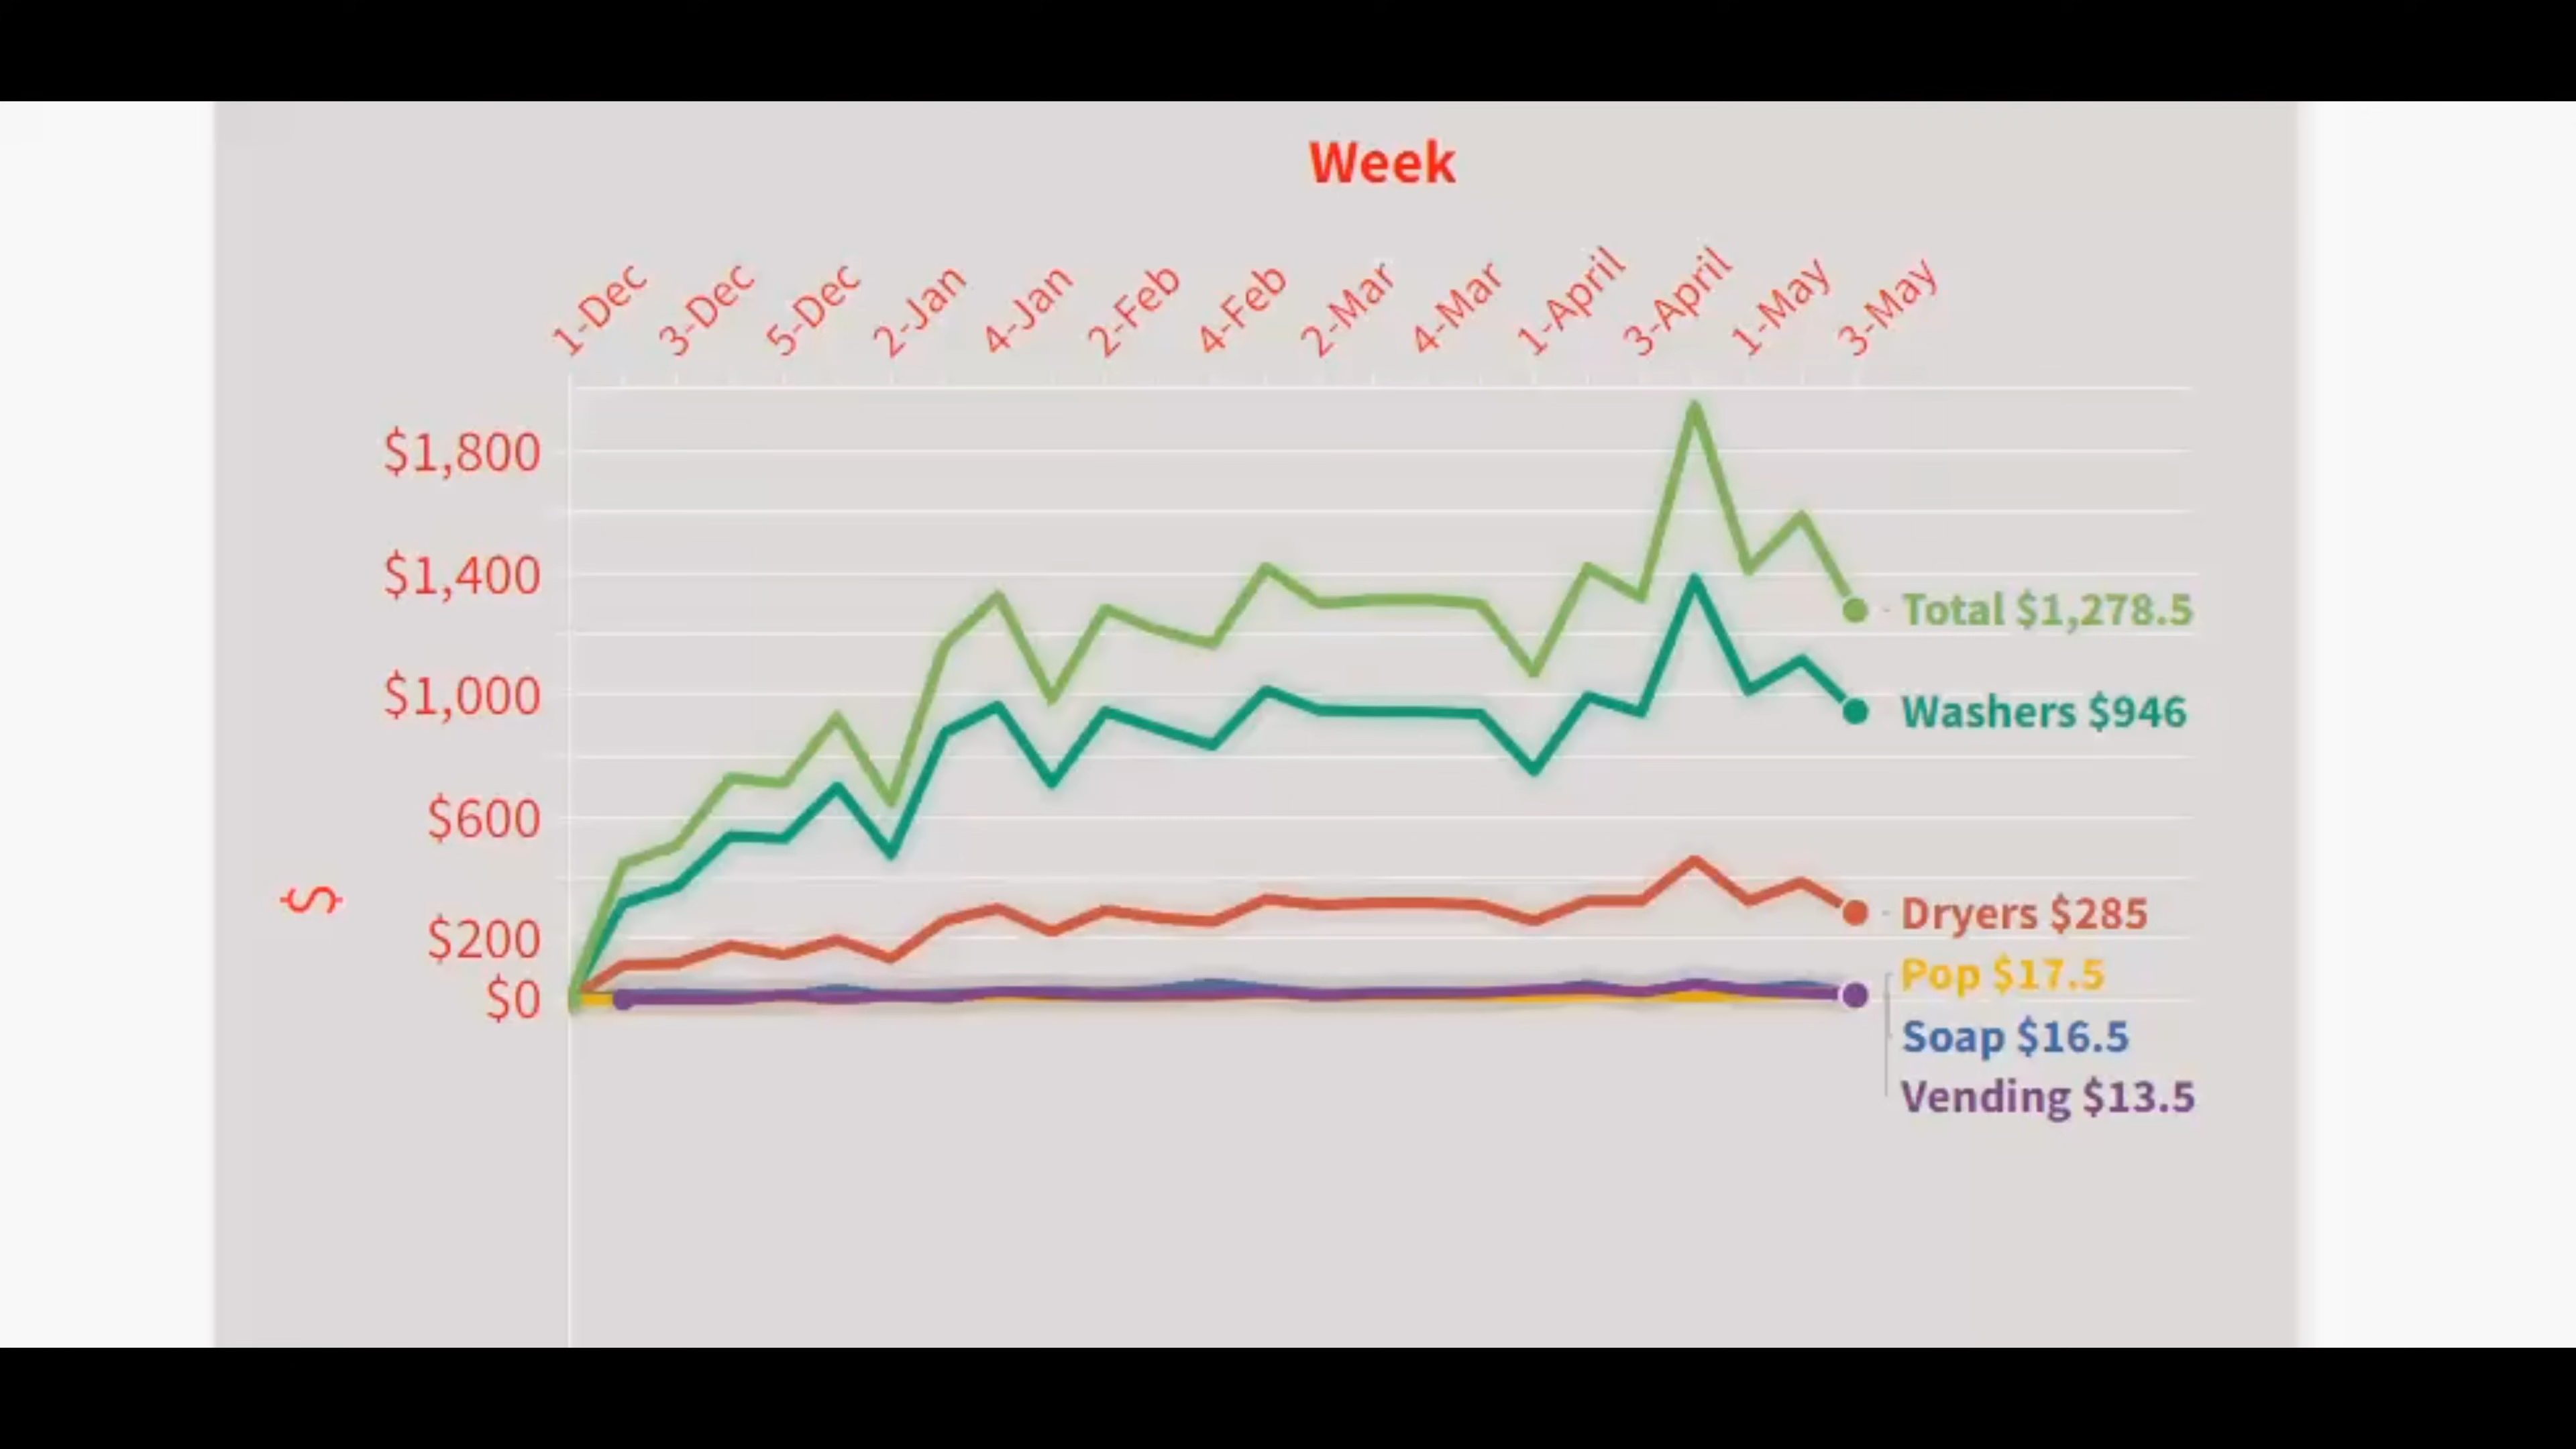 Week
1-Dec
3-Dec
5-Dec
2-Jan
4-Jan
2-Feb
4-Feb
2-Mar
4-Mar
1-April
3-April
1-May
3-May
$1,800
$1,400
$1,000
$600
$200
$0
$
Total $1,278.5
Washers $946
Dryers $285
Pop $17.5
Soap $16.5
Vending $13.5